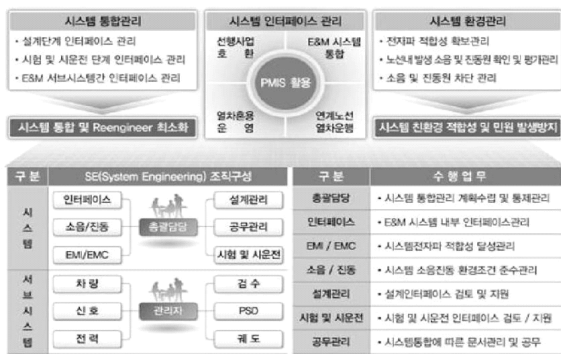 시스템 통합관리
• 설계단계 인터페이스 관리
• 시험 및 시운전 단계 인터페이스 관리
• E&M 서브시스템간 인터페이스 관리
시스템 통합 및 Reengineer 최소화
시스템 인터페이스 관리
선행사업
호 환
E&M 시스템
통합
PMIS 활용
열차혼용
운 영
연계노선
열차운행
시스템 환경관리
• 전자파 적합성 확보관리
• 노선내 발생 소음 및 진동원 확인 및 평가관리
• 소음 및 진동원 차단 관리
시스템 친환경 적합성 및 민원 발생방지
구 분
SE(System Engineering) 조직구성
시스템
인터페이스
소음/진동
EMI/EMC
총괄담당
설계관리
공무관리
시험 및 시운전
서브시스템
차 량
신 호
전 력
관리자
검 수
PSD
궤 도
구 분
수 행 업 무
총괄담당
• 시스템 통합관리 계획수립 및 통제관리
인터페이스
• E&M 시스템 내부 인터페이스관리
EMI / EMC
• 시스템전자파 적합성 달성관리
소음 / 진동
• 시스템 소음진동 환경조건 준수관리
설계관리
• 설계인터페이스 검토 및 지원
시험 및 시운전
• 시험 및 시운전 인터페이스 검토 / 지원
공무관리
• 시스템통합에 따른 문서관리 및 공무